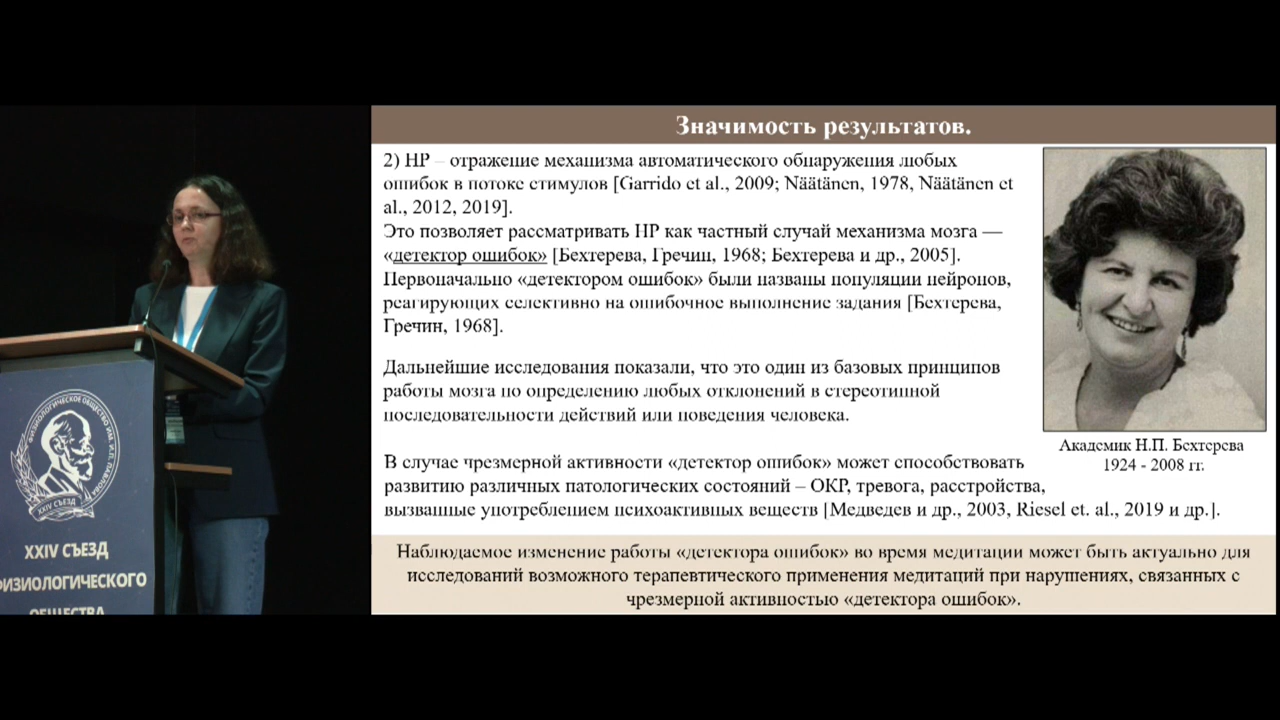 Значимость результатов.
2) НР – отражение механизма автоматического обнаружения любых
ошибок в потоке стимулов [Garrido et al., 2009; Näätänen, 1978, Näätänen et
al., 2012, 2019].
Это позволяет рассматривать НР как частный случай механизма мозга —
«детектор ошибок» [Бехтерева, Гречин, 1968; Бехтерева и др., 2005].
Первоначально «детектором ошибок» были названы популяции нейронов,
реагирующих селективно на ошибочное выполнение задания [Бехтерева,
Гречин, 1968].
Дальнейшие исследования показали, что это один из базовых принципов
работы мозга по определению любых отклонений в стереотипной
последовательности действий или поведения человека.
В случае чрезмерной активности «детектор ошибок» может способствовать
развитию различных патологических состояний – ОКР, тревога, расстройства,
вызванные употреблением психоактивных веществ [Медведев и др., 2003, Riesel et. al., 2019 и др.].
Академик Н.П. Бехтерева
1924 - 2008 гг.
Наблюдаемое изменение работы «детектора ошибок» во время медитации может быть актуально для
исследований возможного терапевтического применения медитаций при нарушениях, связанных с
чрезмерной активностью «детектора ошибок».
ФИЗИОЛОГИЧЕСКОЕ ОБЩЕСТВО ИМ. И.П. ПАВЛОВА
XXIV СЪЕЗД
XXIV СЪЕЗД
ФИЗИОЛОГИЧЕСКОГО
ОБЩЕСТВА